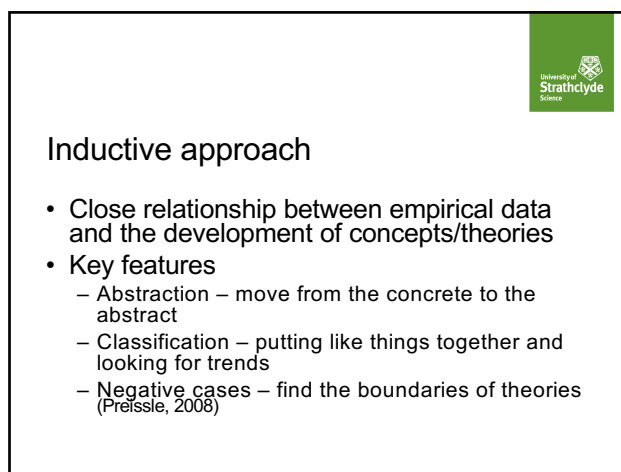 University of
Strathclyde
Science
Inductive approach
• Close relationship between empirical data
and the development of concepts/theories
• Key features
– Abstraction – move from the concrete to the
abstract
– Classification – putting like things together and
looking for trends
– Negative cases – find the boundaries of theories
(Preissle, 2008)